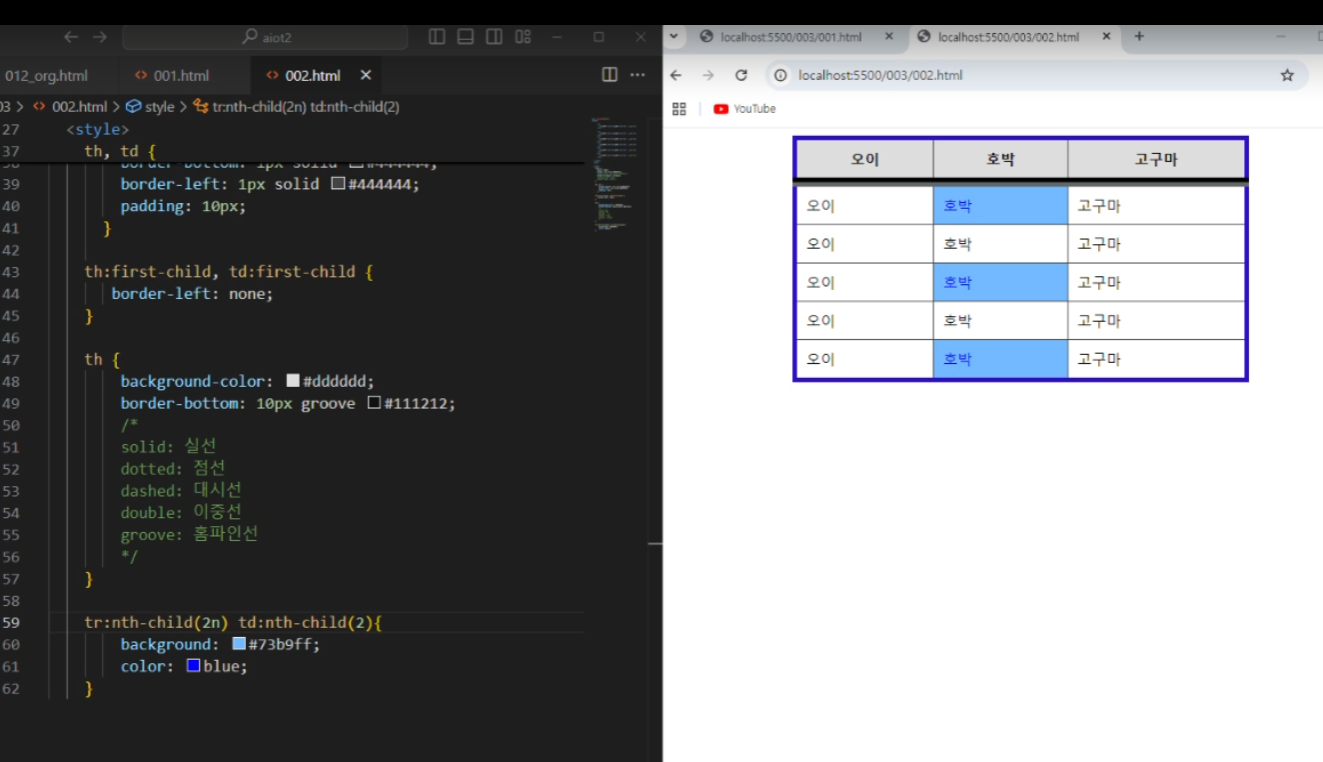 aiot2
012_org.html
001.html
002.html
03 > 002.html > style > tr:nth-child(2n) td:nth-child(2)
27 <style>
37 th, td {
39 border-left: 1px solid #444444;
40 padding: 10px;
41 }
42
43 th:first-child, td:first-child {
44 border-left: none;
45 }
46
47 th {
48 background-color: #dddddd;
49 border-bottom: 10px groove #111212;
50 /*
51 solid: 실선
52 dotted: 점선
53 dashed: 대시선
54 double: 이중선
55 groove: 홈파인선
56 */
57 }
58
59 tr:nth-child(2n) td:nth-child(2){
60 background: #73b9ff;
61 color: blue;
62 }
localhost:5500/003/001.html
localhost:5500/003/002.html
localhost:5500/003/002.html
YouTube
오이 호박 고구마
오이 호박 고구마
오이 호박 고구마
오이 호박 고구마
오이 호박 고구마
오이 호박 고구마